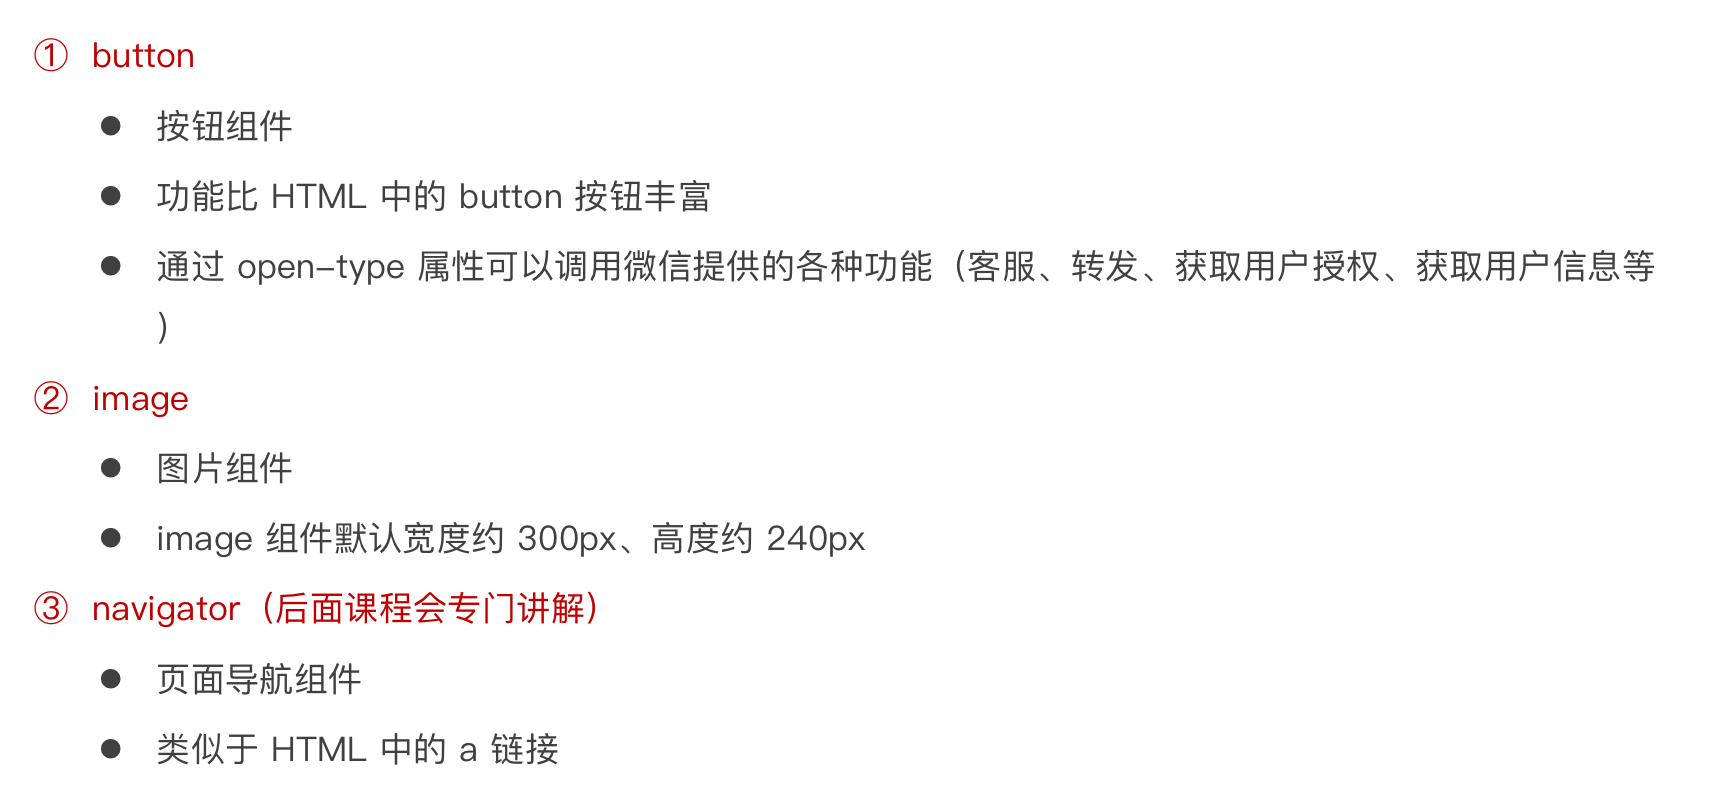 ① button
● 按钮组件
● 功能比 HTML 中的 button 按钮丰富
● 通过 open-type 属性可以调用微信提供的各种功能（客服、转发、获取用户授权、获取用户信息等
）
② image
● 图片组件
● image 组件默认宽度约 300px、高度约 240px
③ navigator（后面课程会专门讲解）
● 页面导航组件
● 类似于 HTML 中的 a 链接